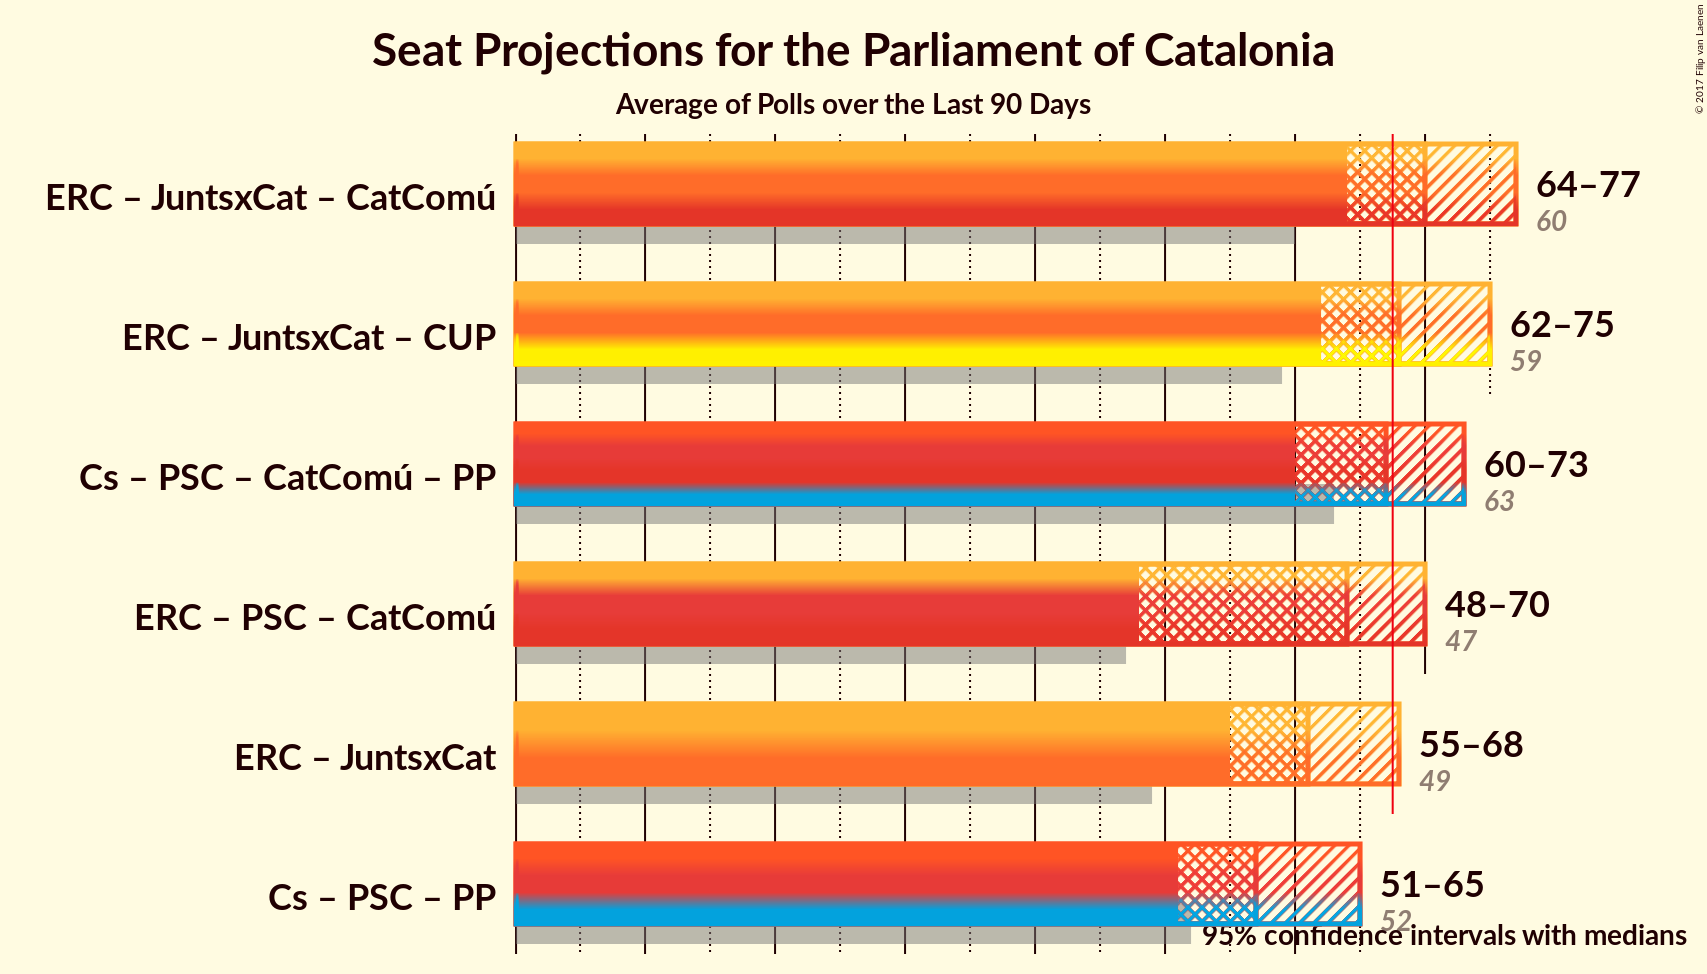 Seat Projections for the Parliament of Catalonia
Average of Polls over the Last 90 Days
© 2017 Filip van Laenen
ERC – JuntsxCat – CatComú
64–77
60
ERC – JuntsxCat – CUP
62–75
59
Cs – PSC – CatComú – PP
60–73
63
ERC – PSC – CatComú
48–70
47
ERC – JuntsxCat
55–68
49
Cs – PSC – PP
51–65
52
95% confidence intervals with medians